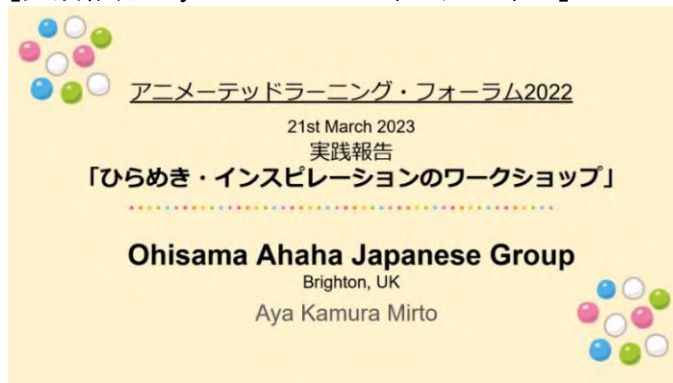 アニメーテッドラーニング・フォーラム2022
21st March 2023
実践報告
「ひらめき・インスピレーションのワークショップ」
Ohisama Ahaha Japanese Group
Brighton, UK
Aya Kamura Mirto